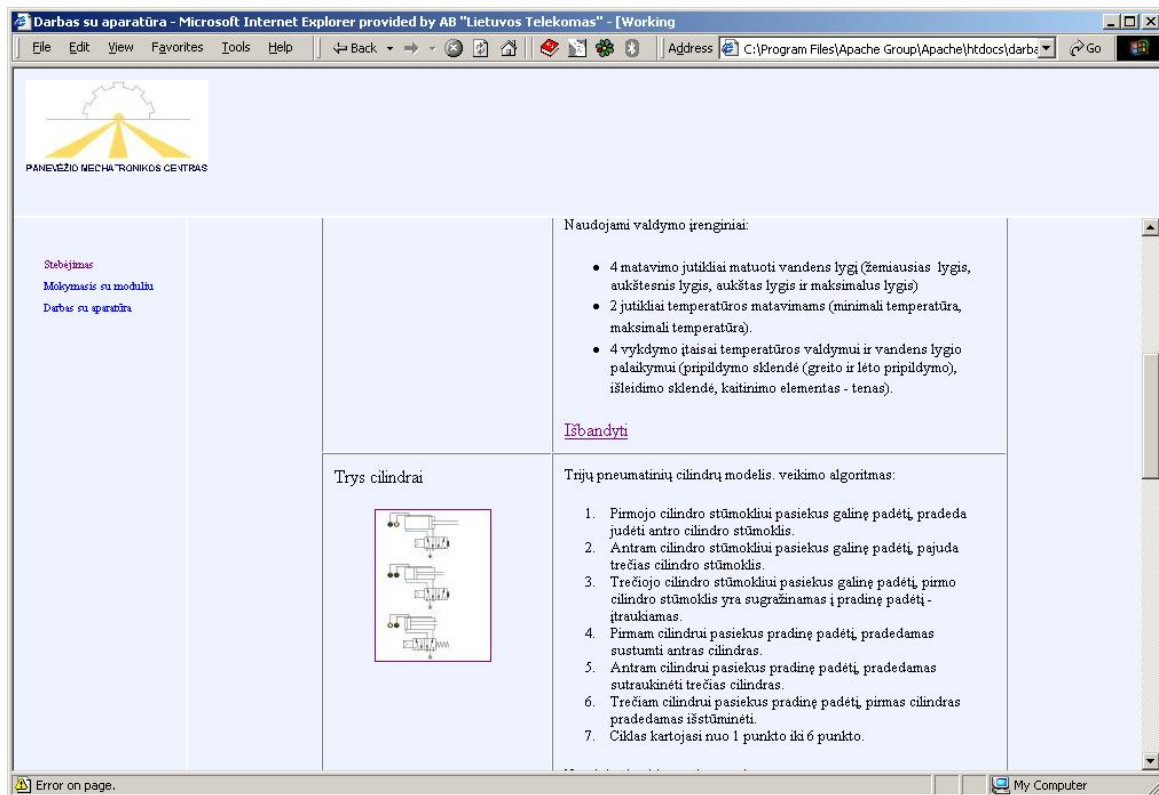 Darbas su aparatūra - Microsoft Internet Explorer provided by AB "Lietuvos Telekomas" - [Working
File Edit View Favorites Tools Help Back Address C:\Program Files\Apache Group\Apache\htdocs\darba Go
PANEVĖŽIO MECHATRONIKOS CENTRAS
Stebėjimas
Mokymasis su moduliu
Darbas su aparatūra
Naudojami valdymo įrenginiai:
• 4 matavimo jutikliai matuoti vandens lygį (žemiausias lygis,
aukštesnis lygis, aukštas lygis ir maksimalus lygis)
• 2 jutikliai temperatūros matavimams (minimali temperatūra,
maksimali temperatūra).
• 4 vykdymo įtaisai temperatūros valdymui ir vandens lygio
palaikymui (pripildymo sklendė (greito ir lėto pripildymo),
išleidimo sklendė, kaitinimo elementas - tenas).
Išbandyti
Trys cilindrai
Trijų pneumatinių cilindrų modelis. veikimo algoritmas:
1. Pirmojo cilindro stūmokliui pasiekus galinę padėtį, pradeda
judėti antro cilindro stūmoklis.
2. Antram cilindro stūmokliui pasiekus galinę padėtį, pajuda
trečias cilindro stūmoklis.
3. Trečiojo cilindro stūmokliui pasiekus galinę padėtį, pirmo
cilindro stūmoklis yra sugražinamas į pradinę padėtį -
įtraukiamas.
4. Pirmam cilindrui pasiekus pradinę padėtį, pradedamas
sustumti antras cilindras.
5. Antram cilindrui pasiekus pradinę padėtį, pradedamas
sutraukinėti trečias cilindras.
6. Trečiam cilindrui pasiekus pradinę padėtį, pirmas cilindras
pradedamas išstūminėti.
7. Ciklas kartojasi nuo 1 punkto iki 6 punkto.
Error on page. My Computer